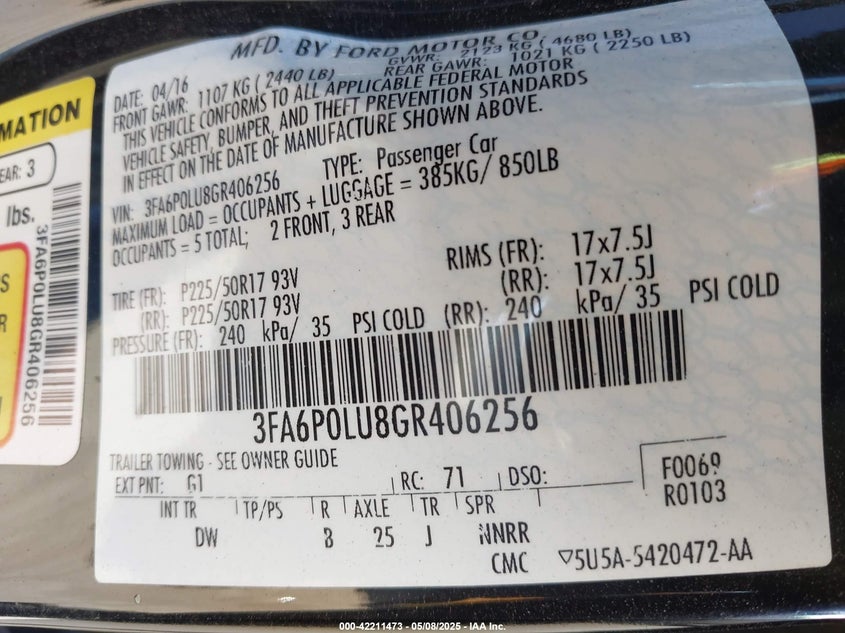 MFD. BY FORD MOTOR CO.
DATE: 04/16 GVWR: 2123 KG ( 4680 LB)
FRONT GAWR: 1107 KG ( 2440 LB) REAR GAWR: 1021 KG ( 2250 LB)
THIS VEHICLE CONFORMS TO ALL APPLICABLE FEDERAL MOTOR
VEHICLE SAFETY, BUMPER, AND THEFT PREVENTION STANDARDS
IN EFFECT ON THE DATE OF MANUFACTURE SHOWN ABOVE.
VIN: 3FA6P0LU8GR406256 TYPE: Passenger Car
MAXIMUM LOAD = OCCUPANTS + LUGGAGE = 385KG/ 850LB
OCCUPANTS = 5 TOTAL; 2 FRONT, 3 REAR
TIRE (FR): P225/50R17 93V RIMS (FR): 17x7.5J
(RR): P225/50R17 93V (RR): 17x7.5J
PRESSURE (FR): 240 kPa/ 35 PSI COLD (RR): 240 kPa/ 35 PSI COLD
3FA6P0LU8GR406256
TRAILER TOWING - SEE OWNER GUIDE
EXT PNT: G1 RC: 71 DSO: F0069
R0103
INT TR TP/PS R AXLE TR SPR
DW 8 25 J NNRR
CMC 5U5A-5420472-AA
MATION
EAR: 3
lbs.
3FA6P0LU8GR406256
000-42211473 - 05/08/2025 - IAA Inc.